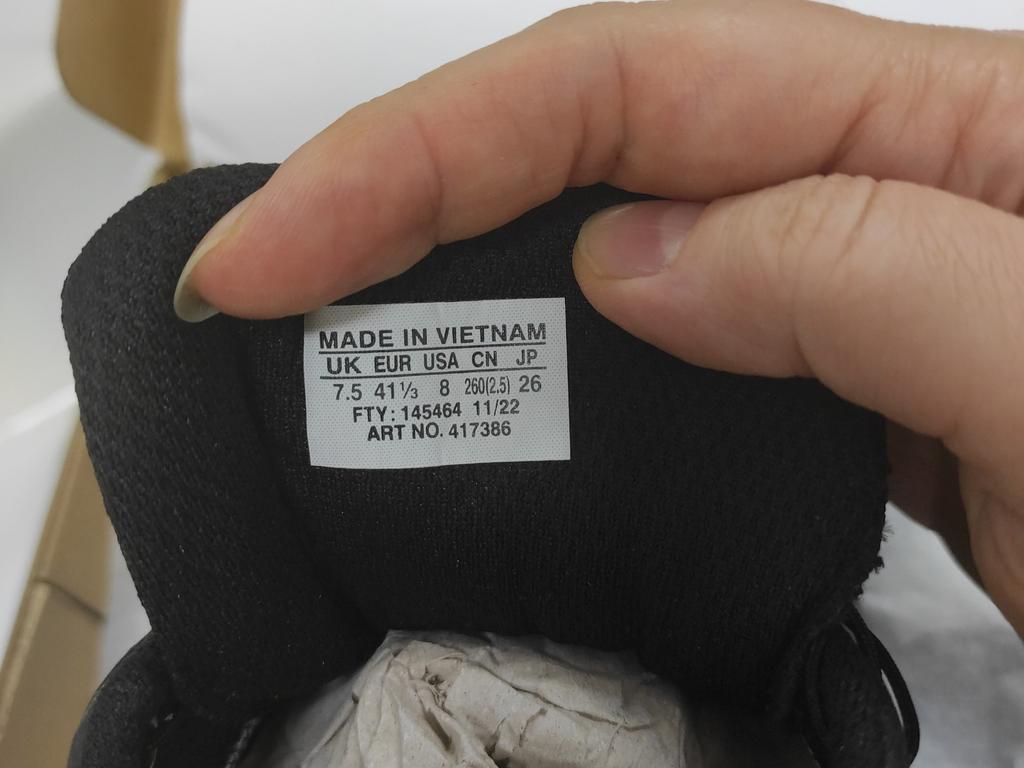 MADE IN VIETNAM
UK EUR USA CN JP
7.5 41⅓ 8 260(2.5) 26
FTY: 145464 11/22
ART NO. 417386